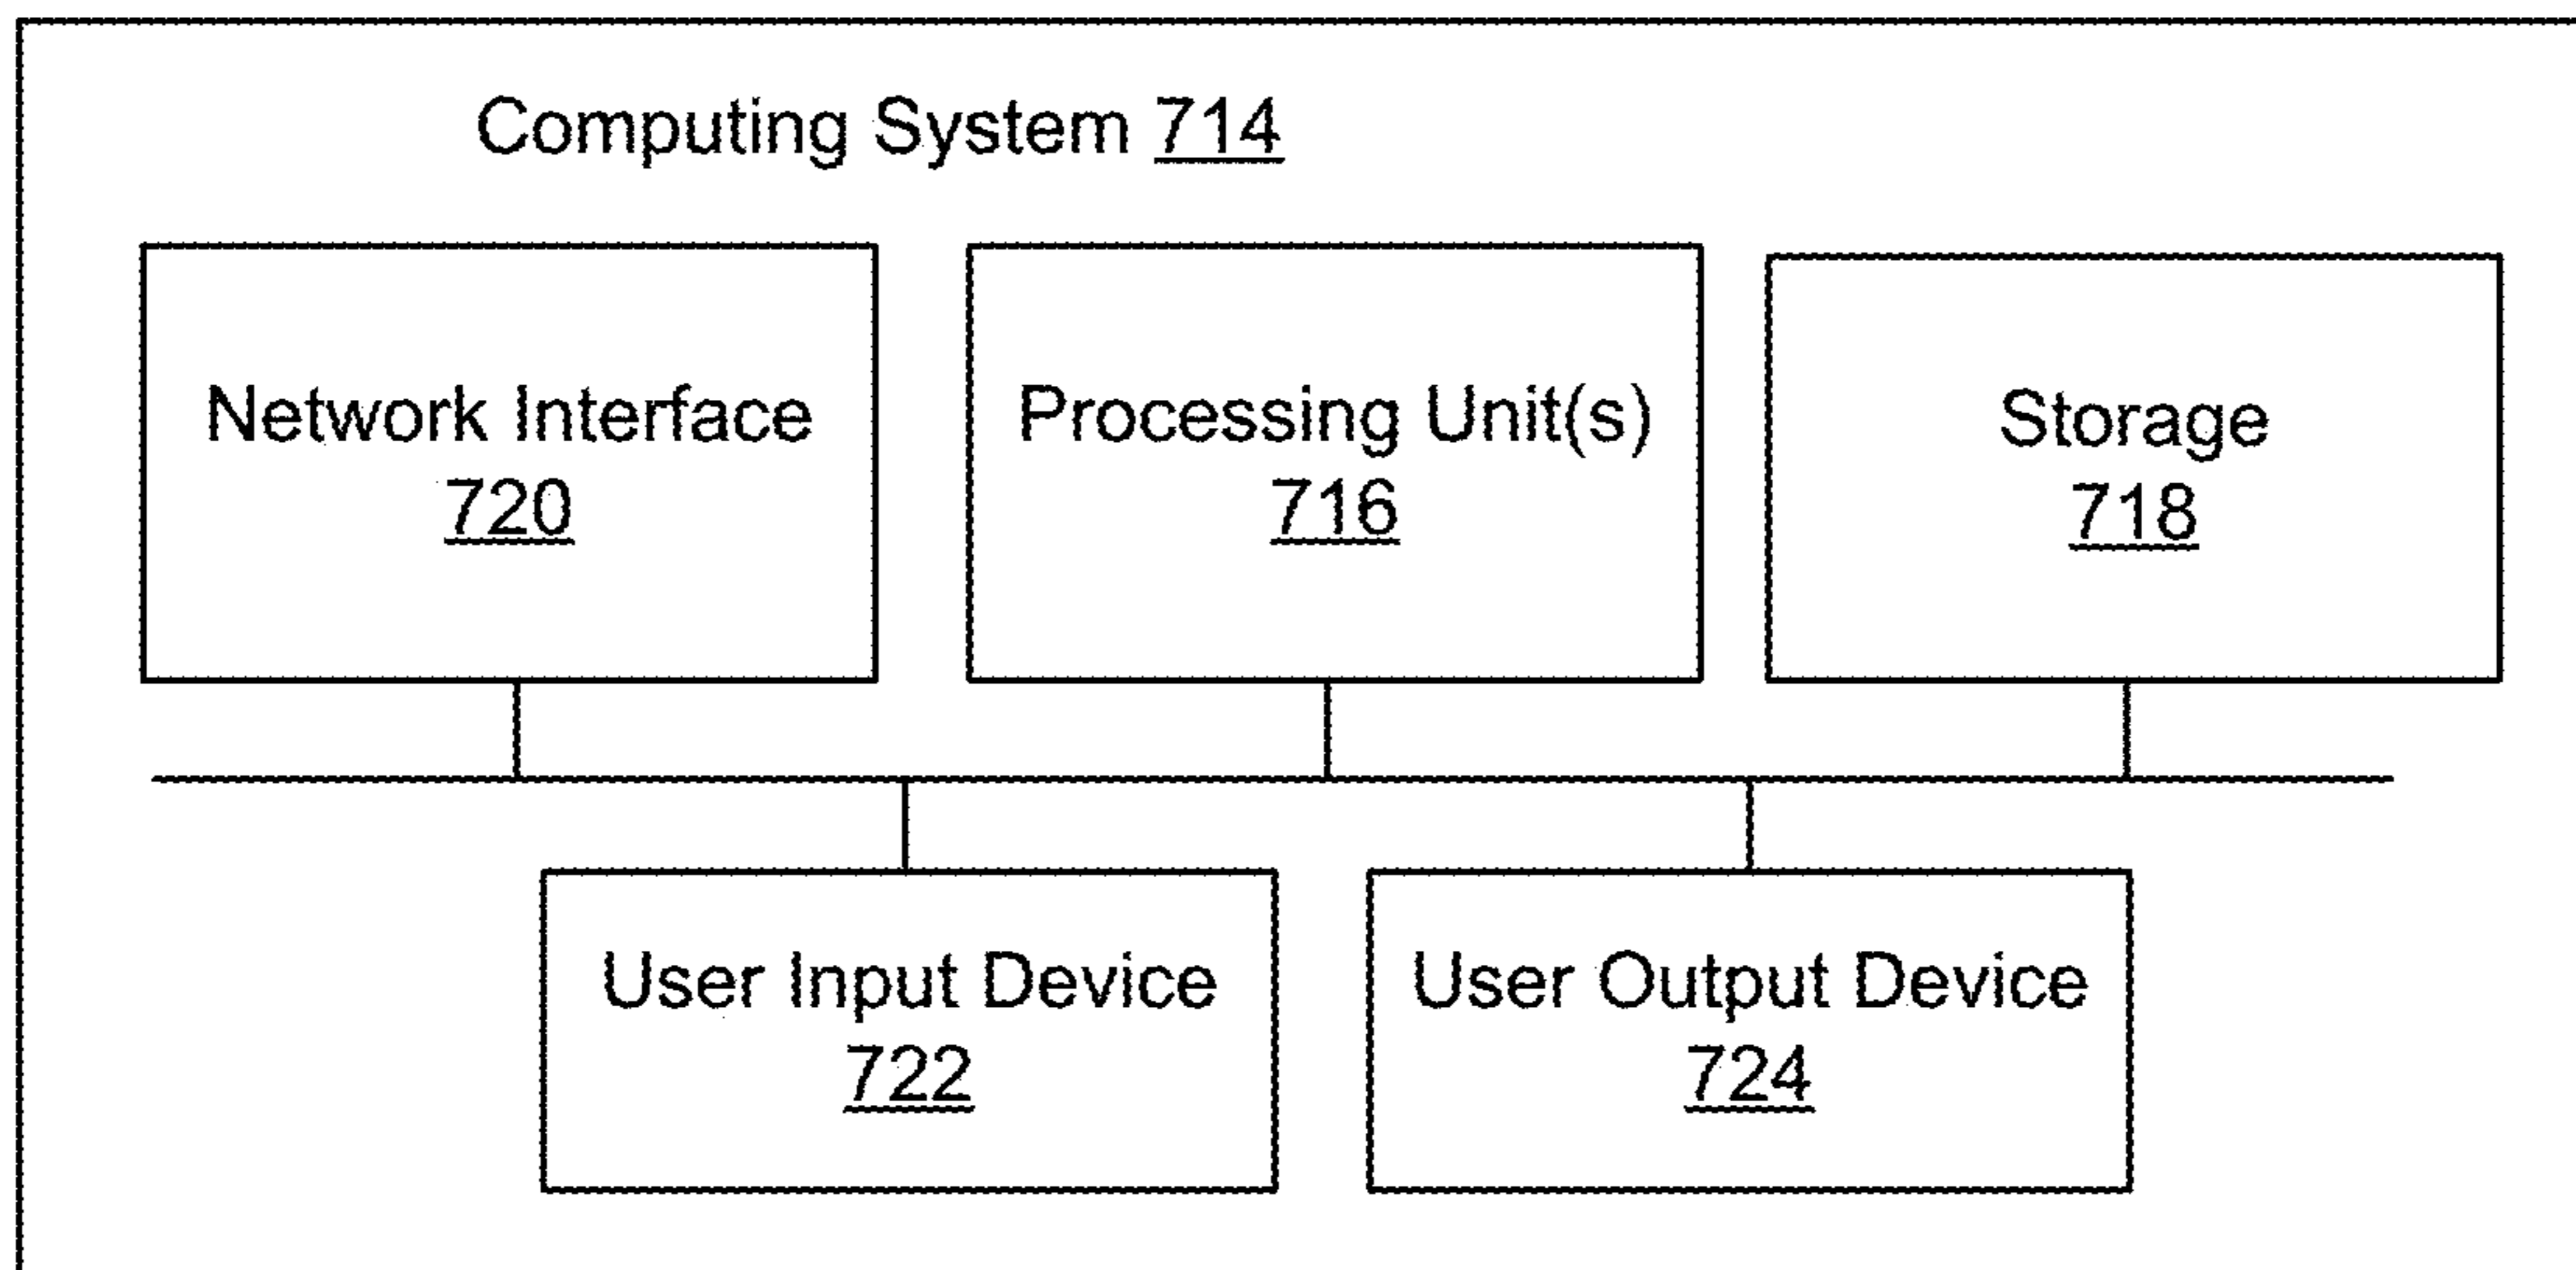 Computing System 714
Network Interface
720
Processing Unit(s)
716
Storage
718
User Input Device
722
User Output Device
724